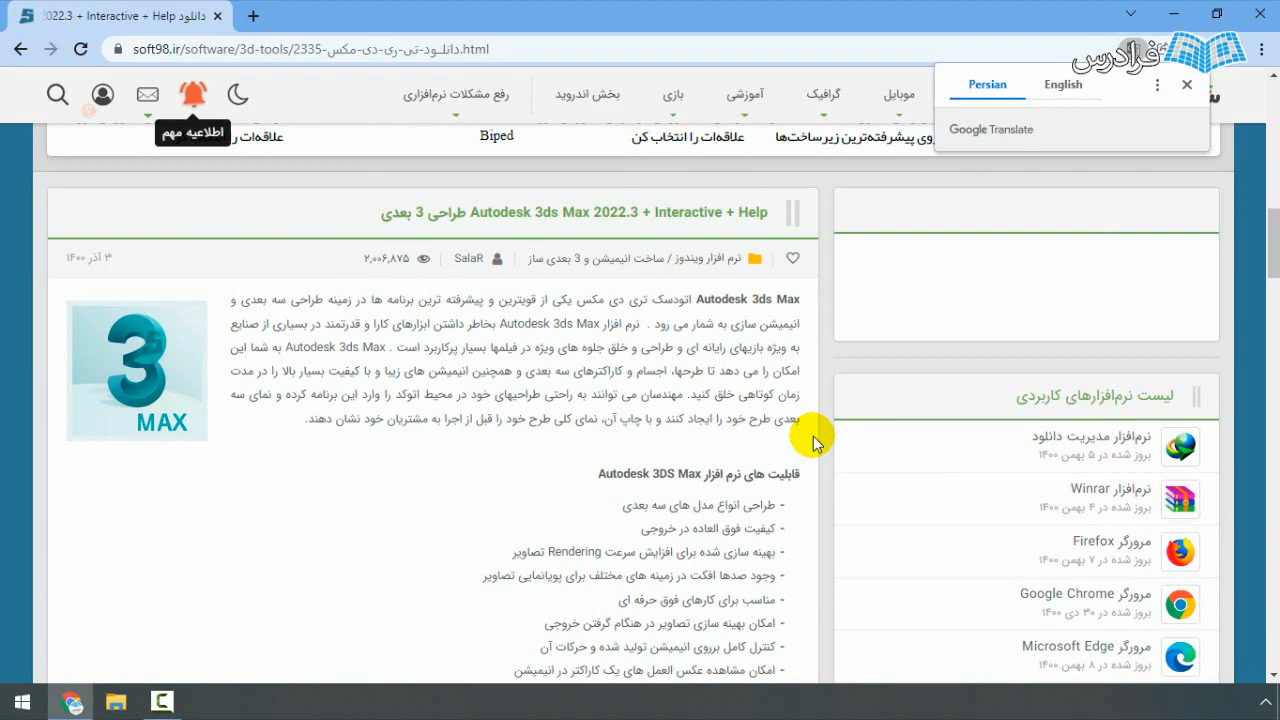 دانلود 2022.3 + Interactive + Help
soft98.ir/software/3d-tools/2335-دانلـود-تی-ری-دی-مکس.html
فرادرس
Persian
English
Google Translate
موبایل
گرافیک
آموزشی
بازی
بخش اندروید
رفع مشکلات نرم‌افزاری
اطلاعیه مهم
روی پیشرفته‌ترین زیرساخت‌ها
علاقه‌ات را انتخاب کن
Biped
Autodesk 3ds Max 2022.3 + Interactive + Help طراحی 3 بعدی
نرم افزار ویندوز / ساخت انیمیشن و 3 بعدی ساز
SalaR
۲,۰۰۶,۸۷۵
۳ آذر ۱۴۰۰
Autodesk 3ds Max اتودسک تری دی مکس یکی از قویترین و پیشرفته ترین برنامه ها در زمینه طراحی سه بعدی و
انیمیشن سازی به شمار می رود . نرم افزار Autodesk 3ds Max بخاطر داشتن ابزارهای کارا و قدرتمند در بسیاری از صنایع
به ویژه بازیهای رایانه ای و طراحی و خلق جلوه های ویژه در فیلمها بسیار پرکاربرد است . Autodesk 3ds Max به شما این
امکان را می دهد تا طرحها، اجسام و کاراکترهای سه بعدی و همچنین انیمیشن های زیبا و با کیفیت بسیار بالا را در مدت
زمان کوتاهی خلق کنید. مهندسان می توانند به راحتی طراحیهای خود در محیط اتوکد را وارد این برنامه کرده و نمای سه
بعدی طرح خود را ایجاد کنند و با چاپ آن، نمای کلی طرح خود را قبل از اجرا به مشتریان خود نشان دهند.
3
MAX
قابلیت های نرم افزار Autodesk 3DS Max
- طراحی انواع مدل های سه بعدی
- کیفیت فوق العاده در خروجی
- بهینه سازی شده برای افزایش سرعت Rendering تصاویر
- وجود صدها افکت در زمینه های مختلف برای پویانمایی تصاویر
- مناسب برای کارهای فوق حرفه ای
- امکان بهینه سازی تصاویر در هنگام گرفتن خروجی
- کنترل کامل برروی انیمیشن تولید شده و حرکات آن
- امکان مشاهده عکس العمل های یک کاراکتر در انیمیشن
لیست نرم‌افزارهای کاربردی
نرم‌افزار مدیریت دانلود
بروز شده در ۵ بهمن ۱۴۰۰
نرم‌افزار Winrar
بروز شده در ۴ بهمن ۱۴۰۰
مرورگر Firefox
بروز شده در ۷ بهمن ۱۴۰۰
مرورگر Google Chrome
بروز شده در ۳۰ دی ۱۴۰۰
مرورگر Microsoft Edge
بروز شده در ۸ بهمن ۱۴۰۰